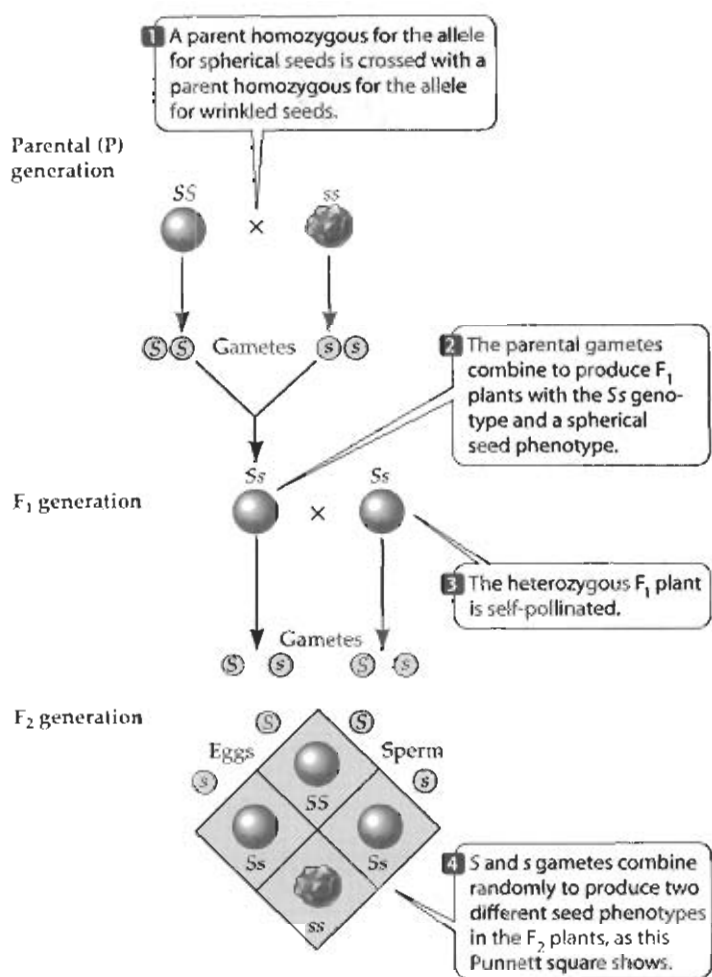 1 A parent homozygous for the allele
for spherical seeds is crossed with a
parent homozygous for the allele
for wrinkled seeds.
Parental (P)
generation
SS
×
ss
S S Gametes s s
2 The parental gametes
combine to produce F₁
plants with the Ss geno-
type and a spherical
seed phenotype.
Ss
Ss
F₁ generation
×
3 The heterozygous F₁ plant
is self-pollinated.
Gametes
S s S s
F₂ generation
S S
Eggs Sperm
s s
SS
Ss Ss
ss
4 S and s gametes combine
randomly to produce two
different seed phenotypes
in the F₂ plants, as this
Punnett square shows.